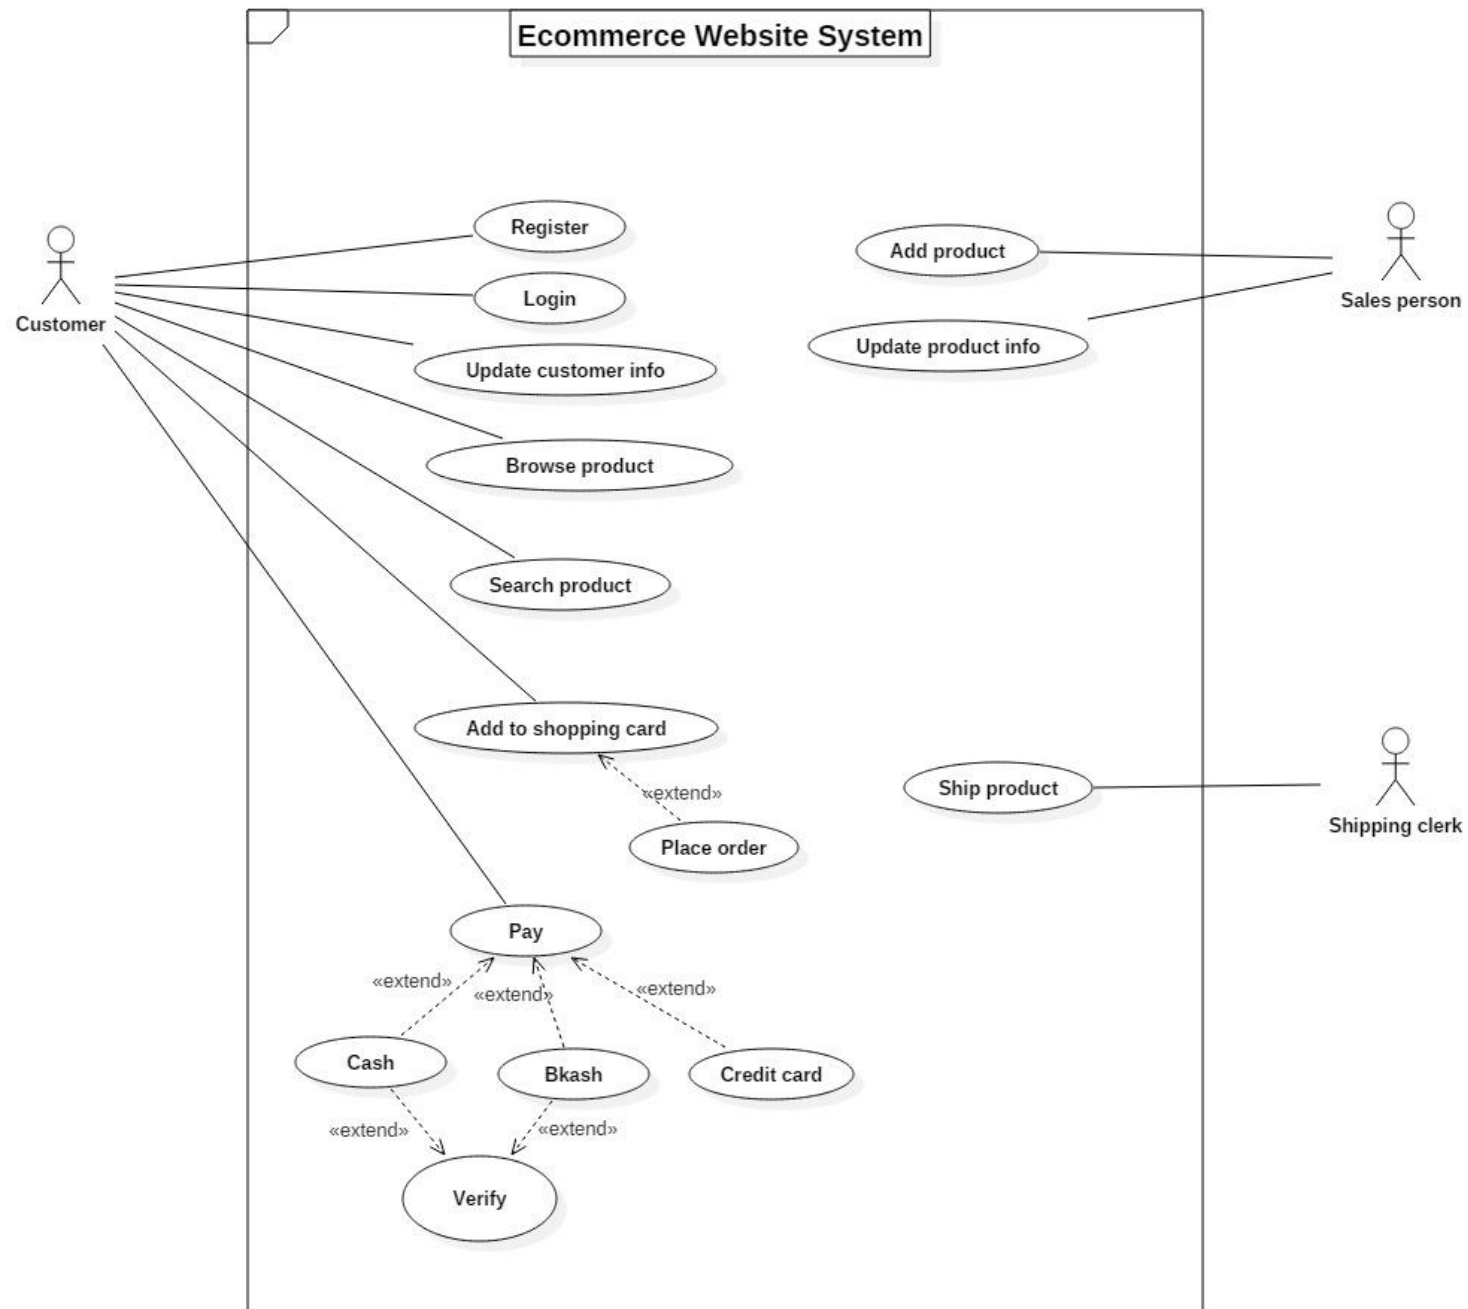 Ecommerce Website System
Register
Add product
Sales person
Customer
Login
Update product info
Update customer info
Browse product
Search product
Add to shopping card
«extend»
Ship product
Shipping clerk
Place order
Pay
«extend»
«extend»
«extend»
Cash
Bkash
Credit card
«extend»
«extend»
Verify